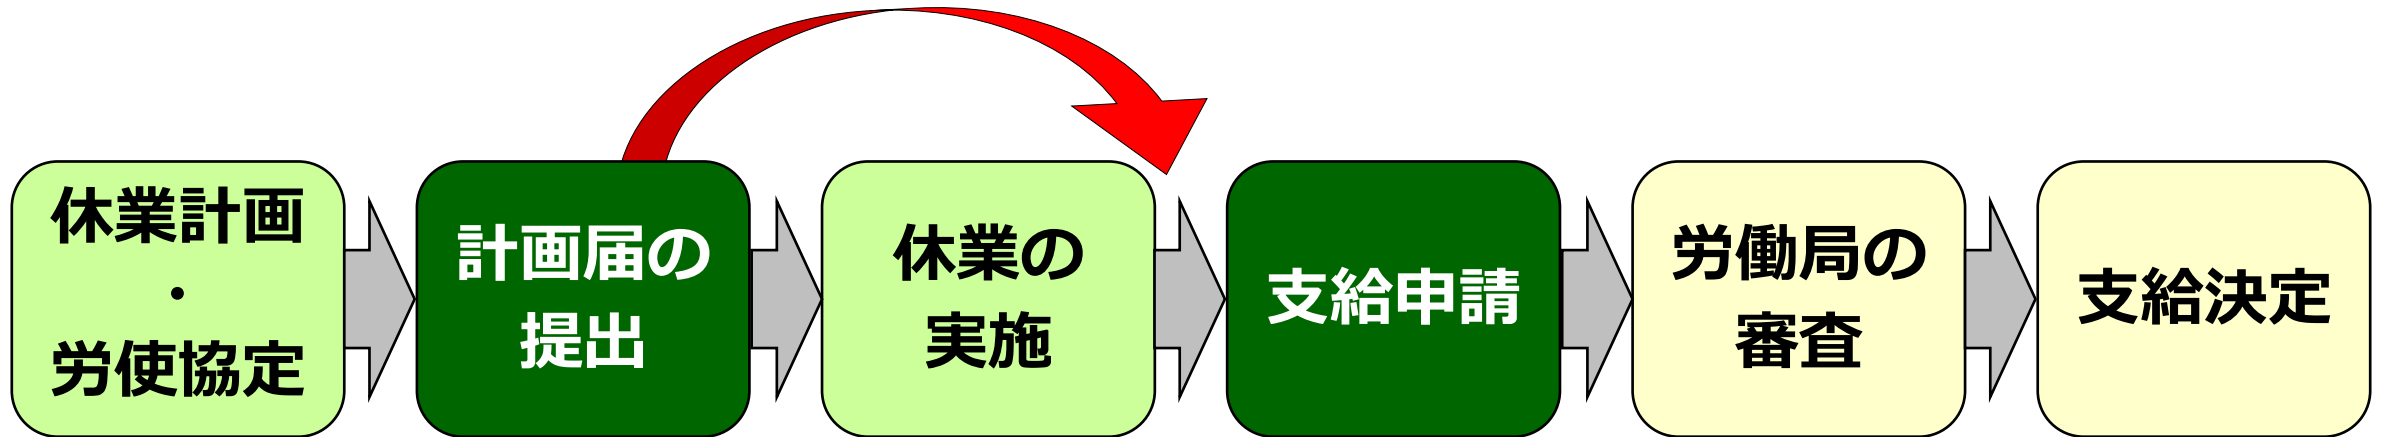 休業計画
・
労使協定
計画届の
提出
休業の
実施
支給申請
労働局の
審査
支給決定